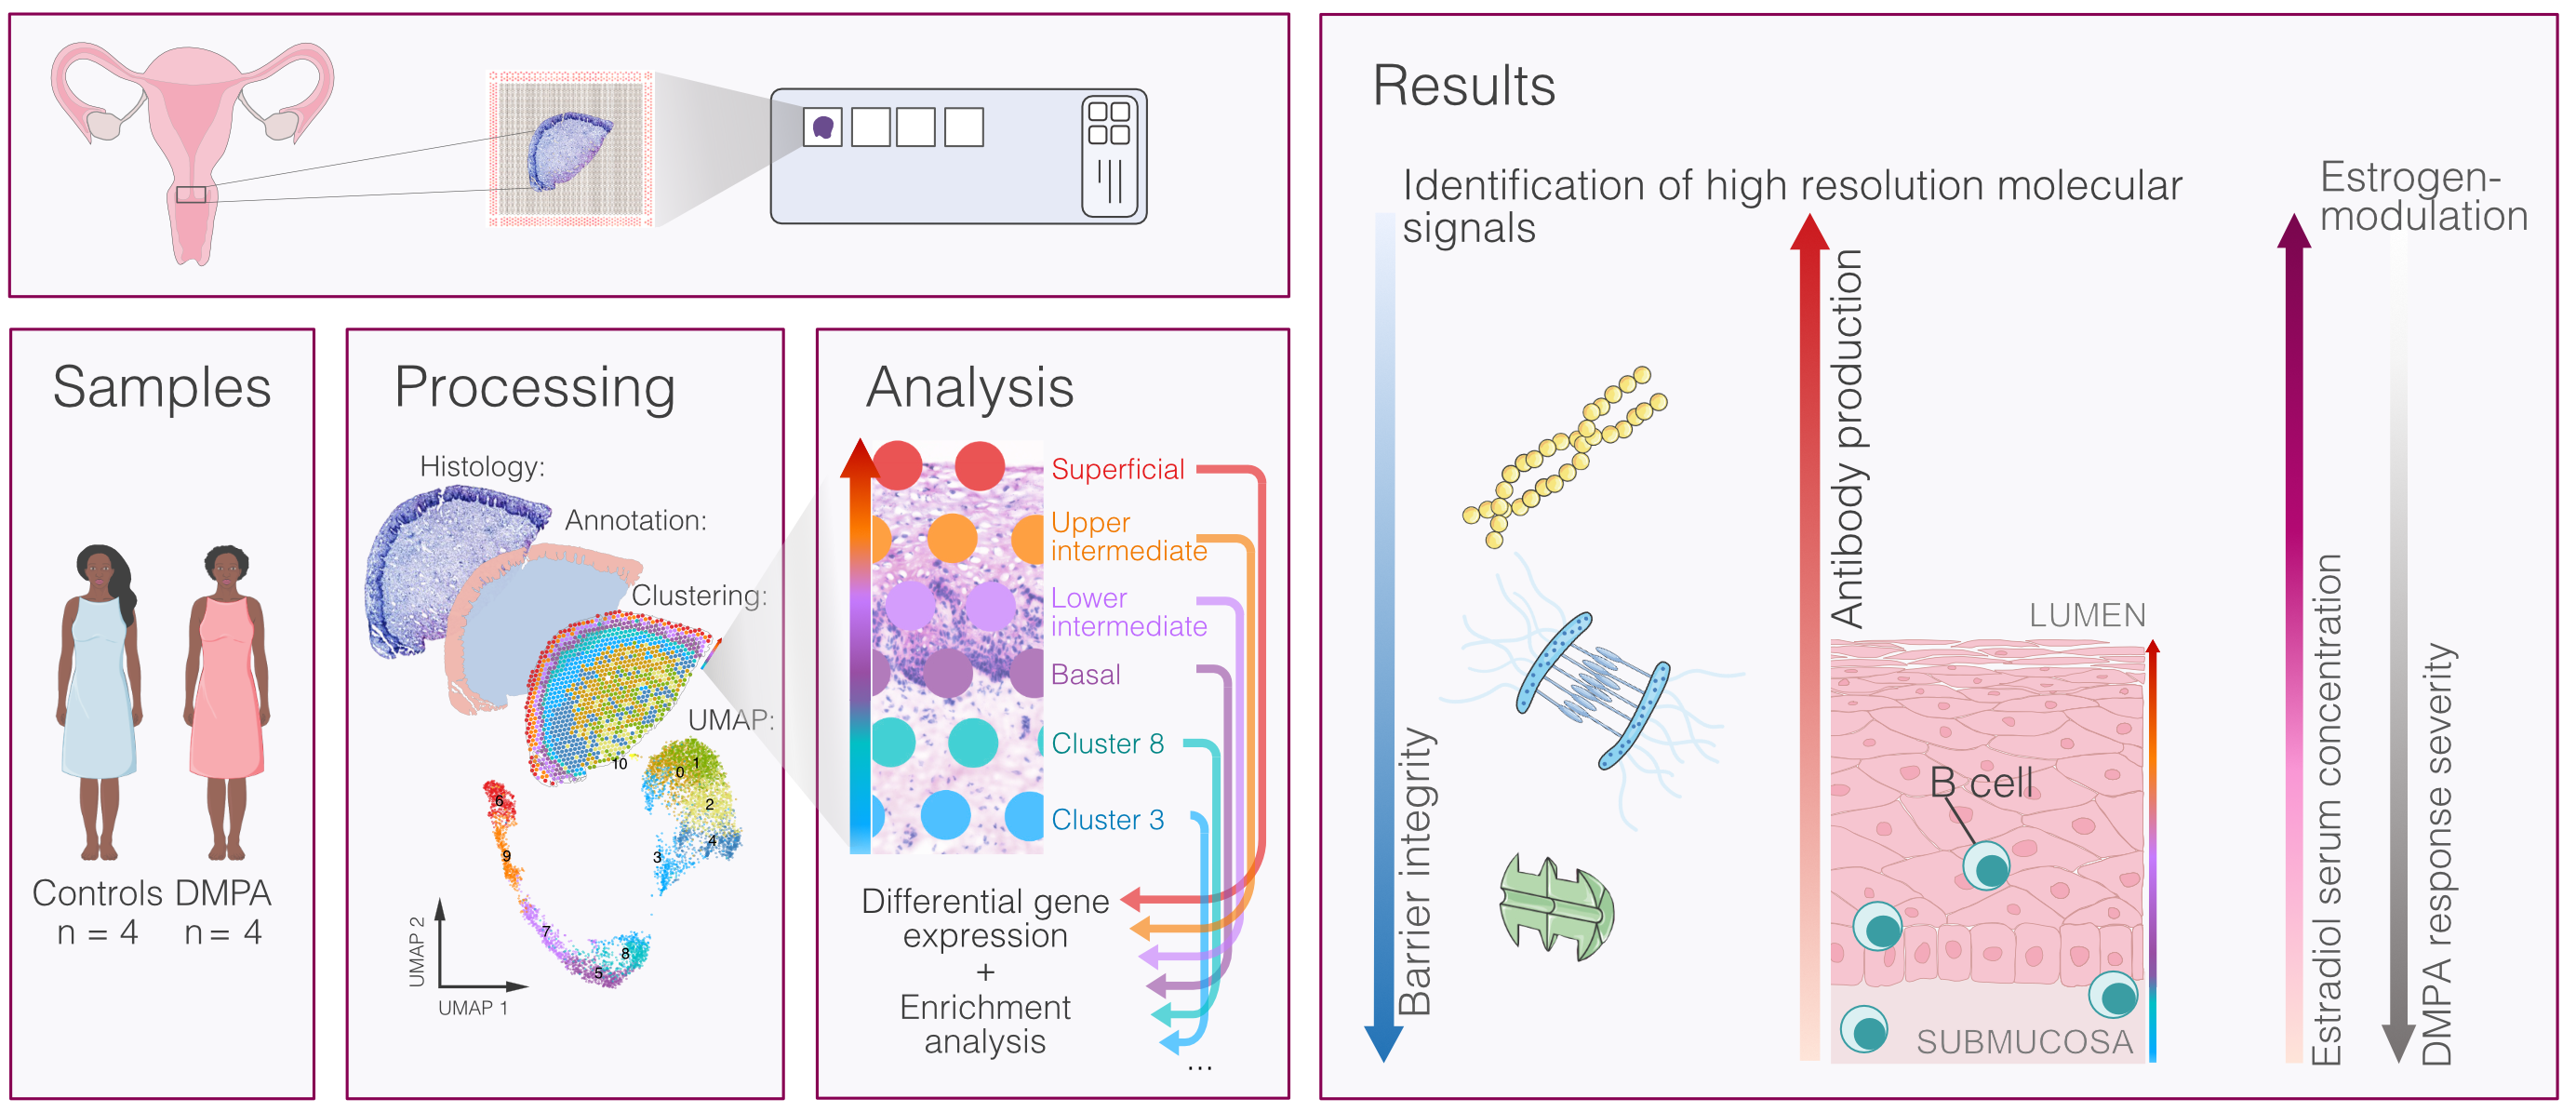 Samples
Controls DMPA
n = 4 n = 4
Processing
Histology:
Annotation:
Clustering:
UMAP:
10
0
1
2
4
3
6
9
7
5
8
UMAP 2
UMAP 1
Analysis
Superficial
Upper
intermediate
Lower
intermediate
Basal
Cluster 8
Cluster 3
Differential gene
expression
+
Enrichment
analysis
...
Results
Identification of high resolution molecular
signals
Barrier integrity
Antibody production
LUMEN
B cell
SUBMUCOSA
Estrogen-
modulation
Estradiol serum concentration
DMPA response severity